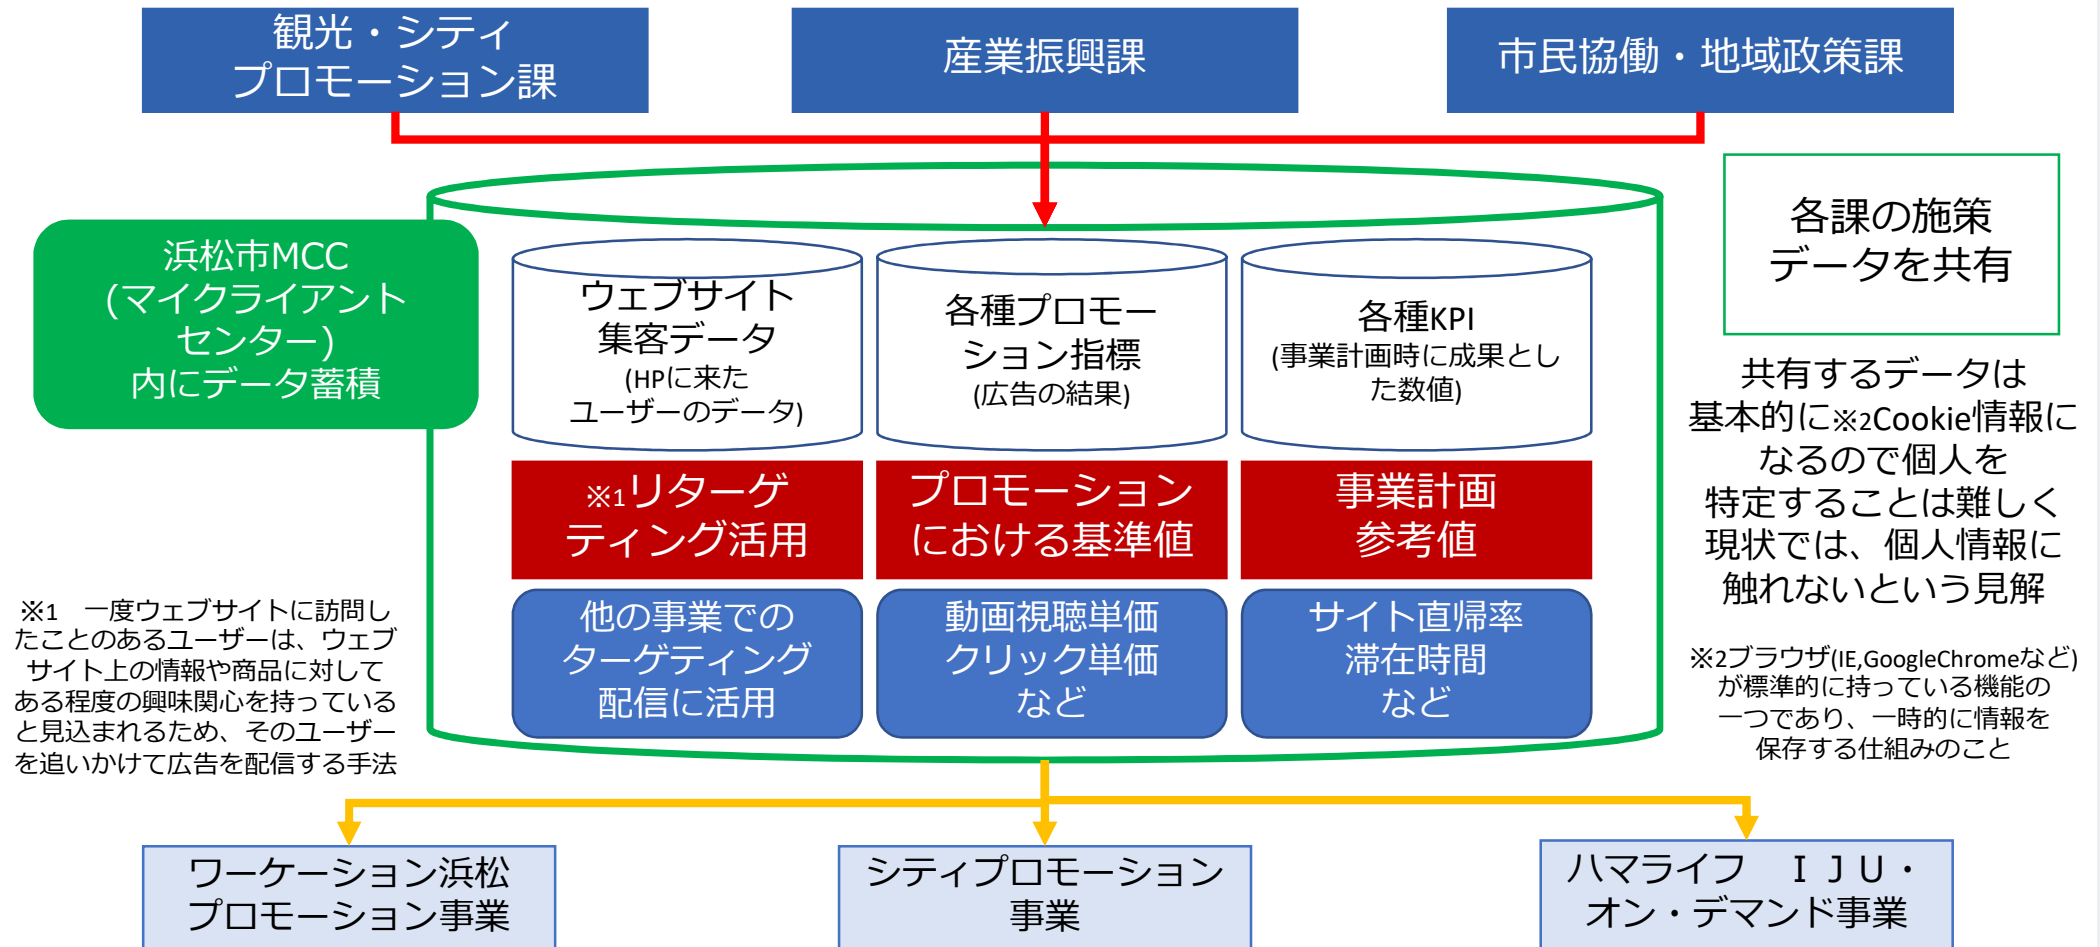 観光・シティ
プロモーション課
産業振興課
市民協働・地域政策課
浜松市MCC
(マイクライアント
センター)
内にデータ蓄積
ウェブサイト
集客データ
(HPに来た
ユーザーのデータ)
各種プロモー
ション指標
(広告の結果)
各種KPI
(事業計画時に成果とし
た数値)
各課の施策
データを共有
※1リターゲ
ティング活用
プロモーション
における基準値
事業計画
参考値
他の事業での
ターゲティング
配信に活用
動画視聴単価
クリック単価
など
サイト直帰率
滞在時間
など
共有するデータは
基本的に※2Cookie情報に
なるので個人を
特定することは難しく
現状では、個人情報に
触れないという見解
※1　一度ウェブサイトに訪問し
たことのあるユーザーは、ウェブ
サイト上の情報や商品に対して
ある程度の興味関心を持っている
と見込まれるため、そのユーザー
を追いかけて広告を配信する手法
※2ブラウザ(IE,GoogleChromeなど)
が標準的に持っている機能の
一つであり、一時的に情報を
保存する仕組みのこと
ワーケーション浜松
プロモーション事業
シティプロモーション
事業
ハマライフ　ＩＪＵ・
オン・デマンド事業